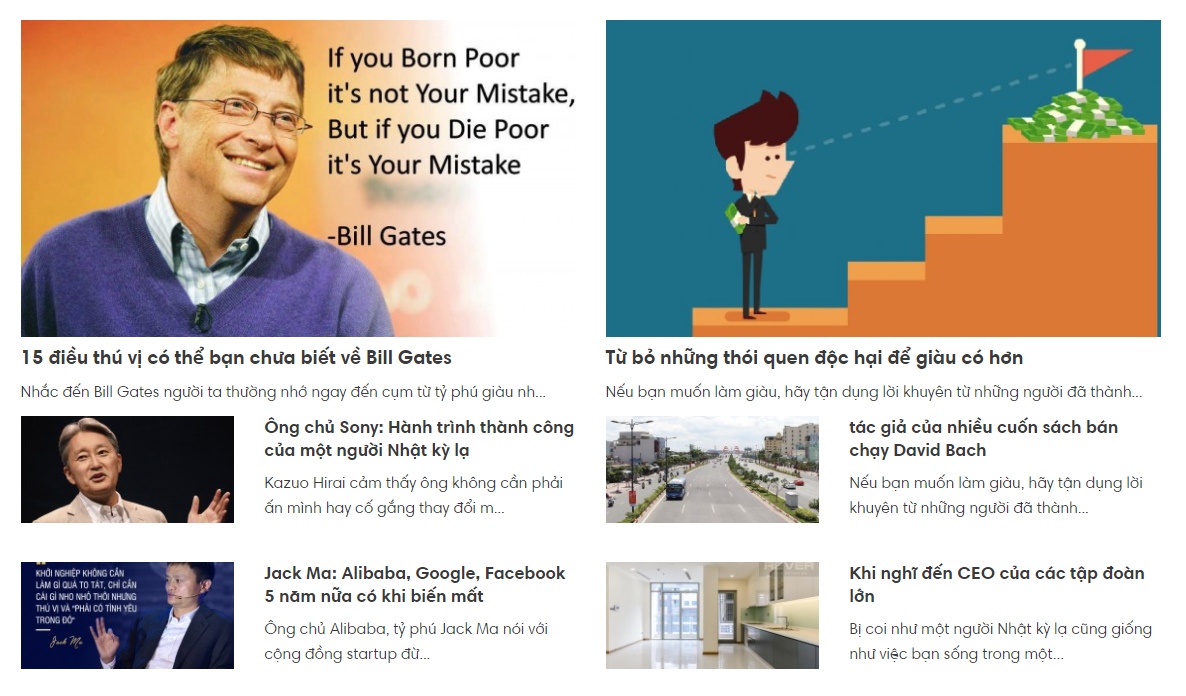 If you Born Poor
it's not Your Mistake,
But if you Die Poor
it's Your Mistake
-Bill Gates
15 điều thú vị có thể bạn chưa biết về Bill Gates
Nhắc đến Bill Gates người ta thường nhớ ngay đến cụm từ tỷ phú giàu nh...
Ông chủ Sony: Hành trình thành công
của một người Nhật kỳ lạ
Kazuo Hirai cảm thấy ông không cần phải
ấn mình hay cố gắng thay đổi m...
KHỞI NGHIỆP KHÔNG CẦN
LÀM GÌ QUÁ TO TÁT, CHỈ CẦN
CÁI GÌ NHO NHỎ THÔI NHƯNG
THÚ VỊ VÀ "PHẢI CÓ TÌNH YÊU
TRONG ĐÓ"
Jack Ma
Jack Ma: Alibaba, Google, Facebook
5 năm nữa có khi biến mất
Ông chủ Alibaba, tỷ phú Jack Ma nói với
cộng đồng startup đừ...
Từ bỏ những thói quen độc hại để giàu có hơn
Nếu bạn muốn làm giàu, hãy tận dụng lời khuyên từ những người đã thành...
tác giả của nhiều cuốn sách bán
chạy David Bach
Nếu bạn muốn làm giàu, hãy tận dụng lời
khuyên từ những người đã thành...
REVER
Khi nghĩ đến CEO của các tập đoàn
lớn
Bị coi như một người Nhật kỳ lạ cũng giống
như việc bạn sống trong một...